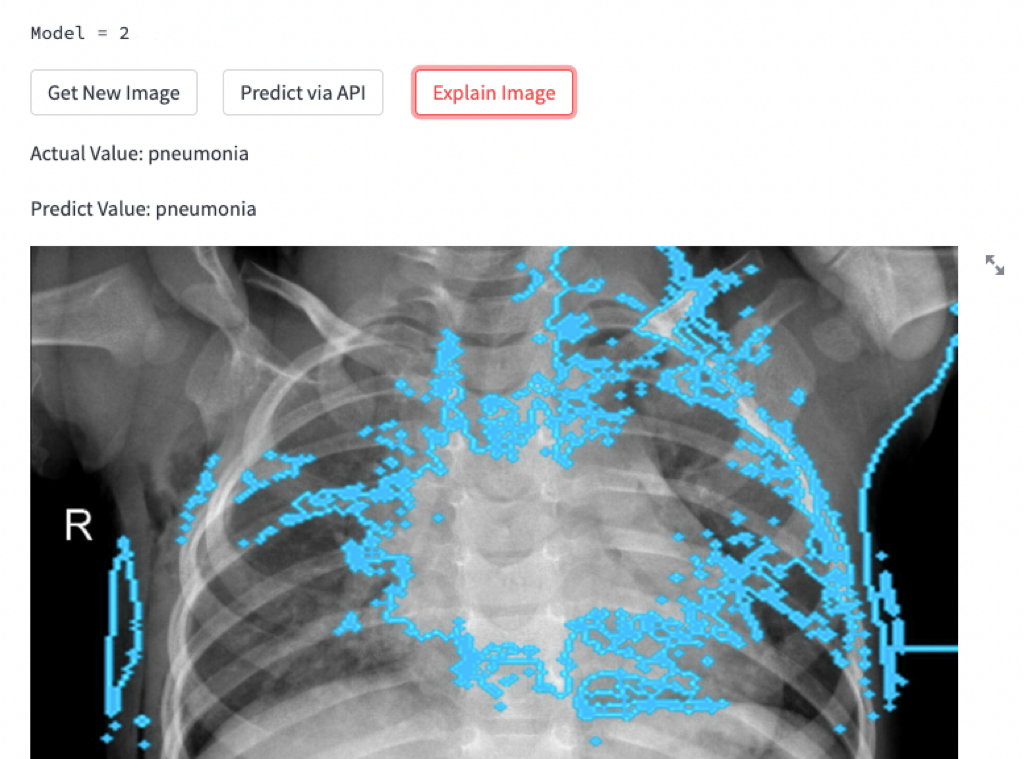 Model = 2
Get New Image Predict via API Explain Image
Actual Value: pneumonia
Predict Value: pneumonia
R